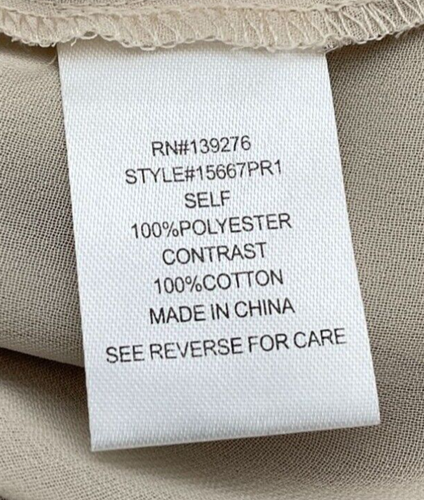 RN#139276
STYLE#15667PR1
SELF
100%POLYESTER
CONTRAST
100%COTTON
MADE IN CHINA
SEE REVERSE FOR CARE